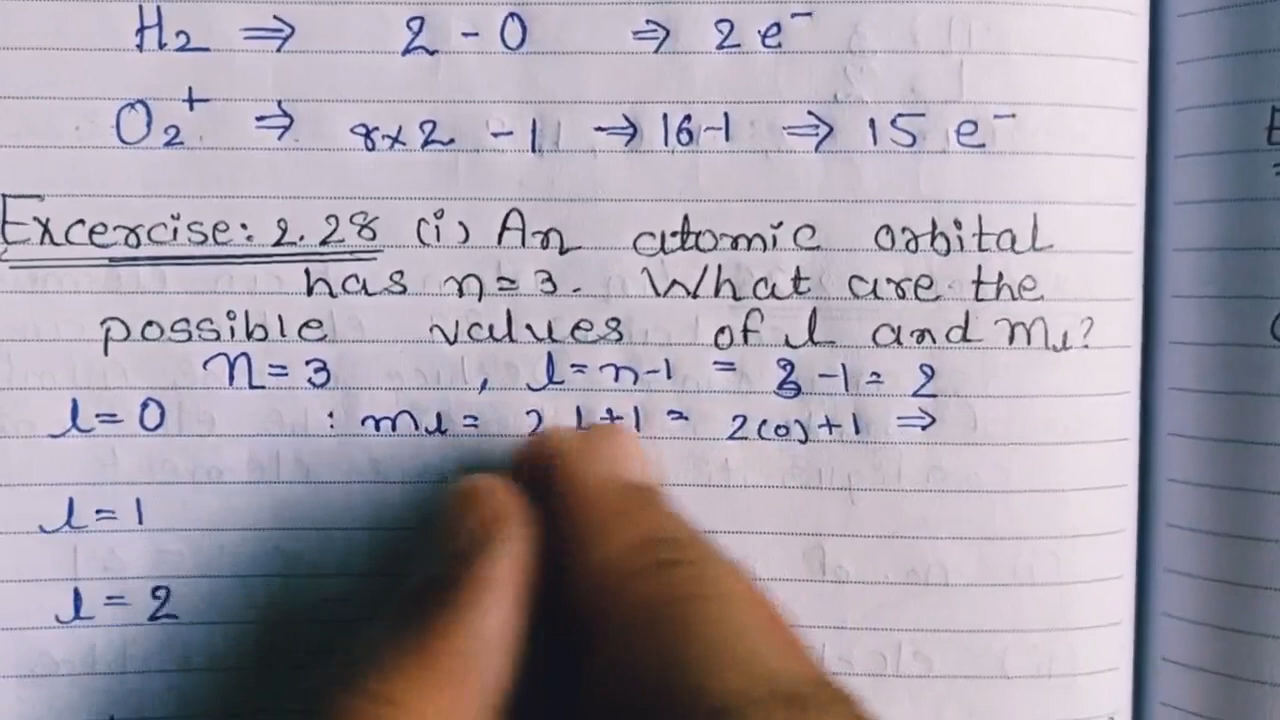 H₂ ⇒ 2 - 0 ⇒ 2 e⁻
O₂⁺ ⇒ 8×2 - 1 ⇒ 16-1 ⇒ 15 e⁻
Excercise: 2.28 (i) An atomic orbital
has n=3. What are the
possible values of l and mₗ?
n=3 , l=n-1 = 3-1= 2
l=0 : mₗ= 2l+1 = 2(0)+1 ⇒
l=1
l=2